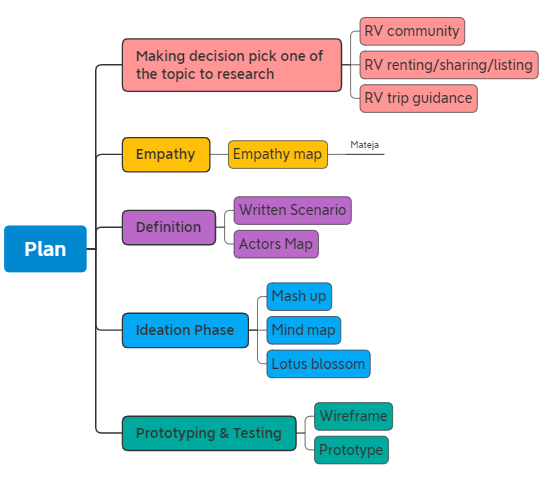 Making decision pick one of
the topic to research
RV community
RV renting/sharing/listing
RV trip guidance
Empathy
Empathy map
Mateja
Definition
Written Scenario
Actors Map
Plan
Ideation Phase
Mash up
Mind map
Lotus blossom
Prototyping & Testing
Wireframe
Prototype